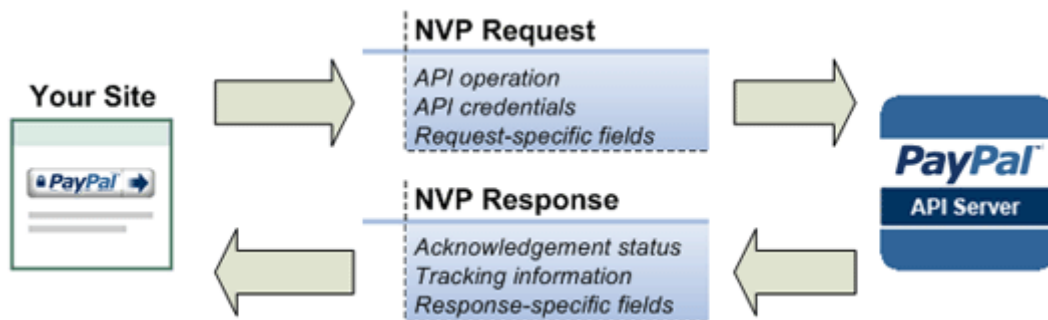 NVP Request
API operation
API credentials
Request-specific fields
Your Site
PayPal
PayPal™
API Server
NVP Response
Acknowledgement status
Tracking information
Response-specific fields